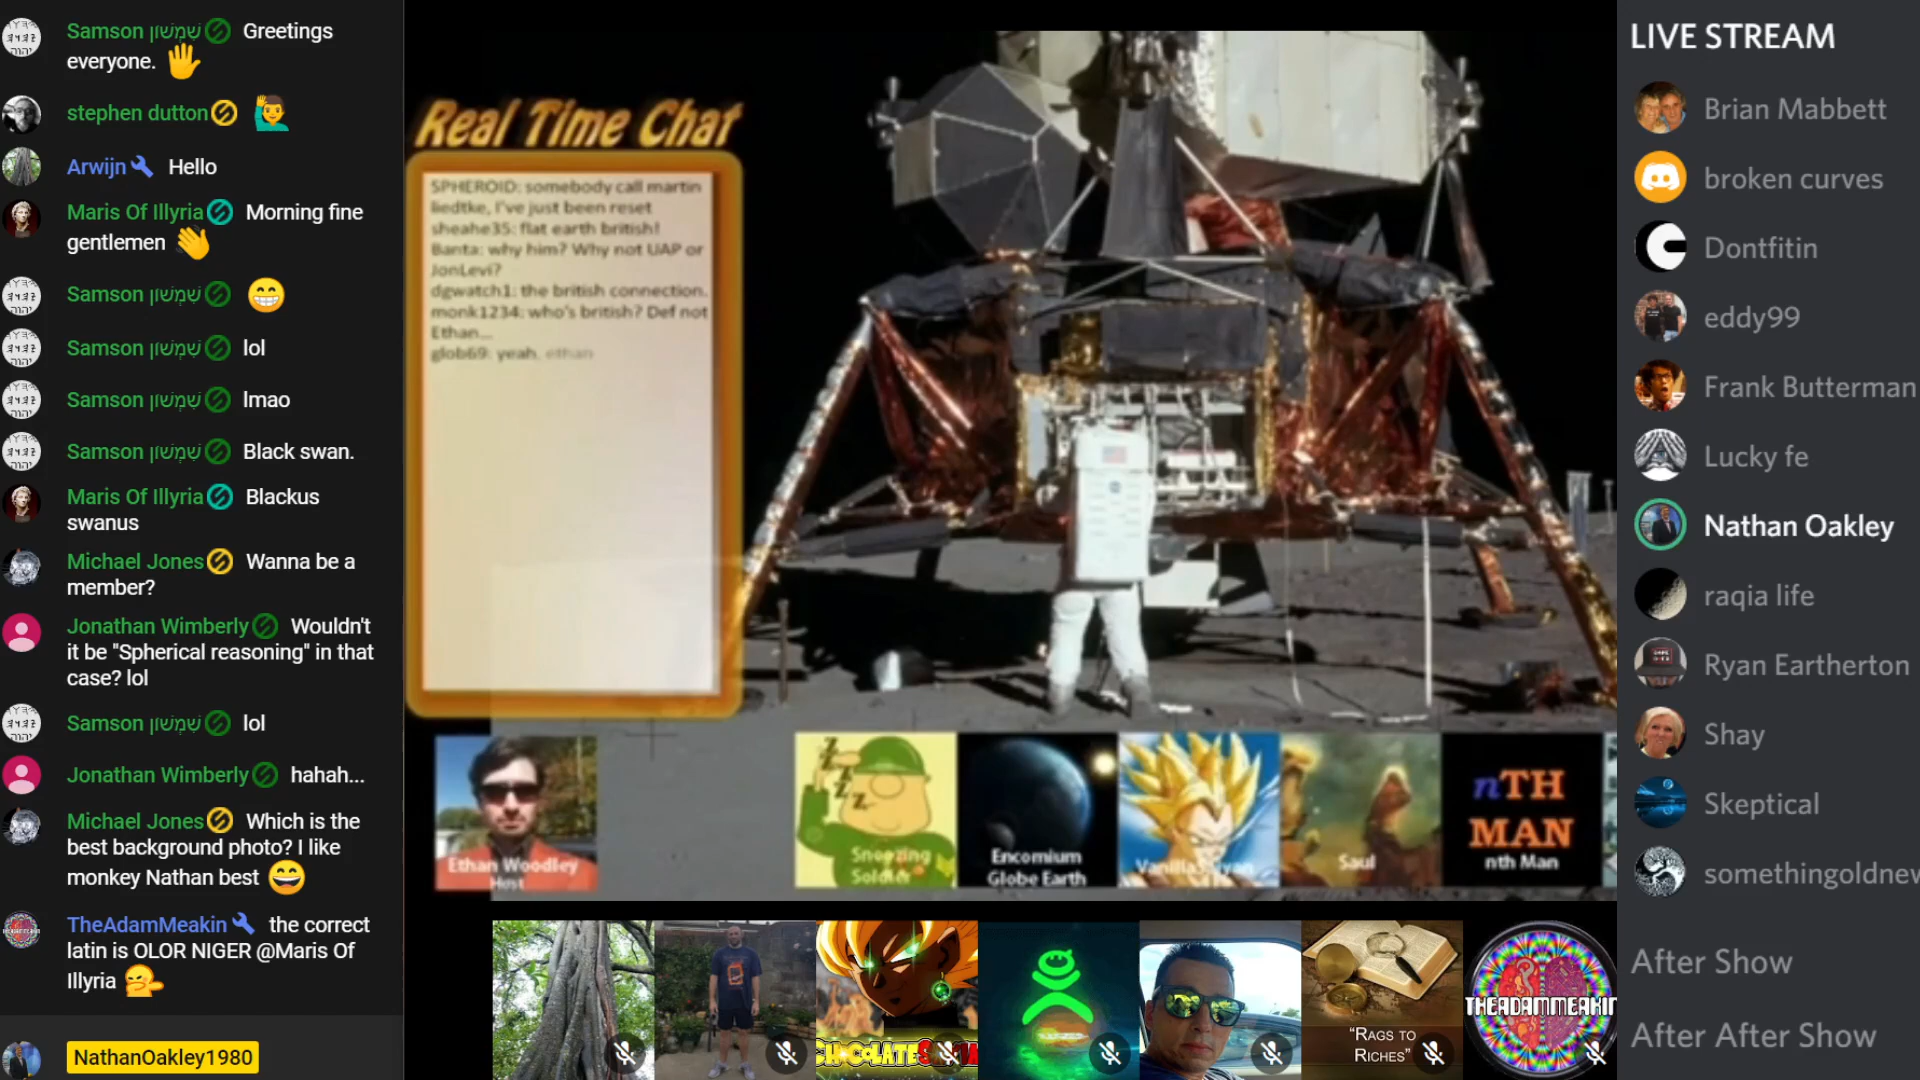 Samson שִׁמְשׁוֹן Greetings
everyone.
stephen dutton
Arwijn Hello
Maris Of Illyria Morning fine
gentlemen
Samson שִׁמְשׁוֹן
Samson שִׁמְשׁוֹן lol
Samson שִׁמְשׁוֹן lmao
Samson שִׁמְשׁוֹן Black swan.
Maris Of Illyria Blackus
swanus
Michael Jones Wanna be a
member?
Jonathan Wimberly Wouldn't
it be "Spherical reasoning" in that
case? lol
Samson שִׁמְשׁוֹן lol
Jonathan Wimberly hahah...
Michael Jones Which is the
best background photo? I like
monkey Nathan best
TheAdamMeakin the correct
latin is OLOR NIGER @Maris Of
Illyria
NathanOakley1980
Real Time Chat
SPHEROID: somebody call martin
liedtke, I've just been reset
sheahe35: flat earth british!
Banta: why him? Why not UAP or
JonLevi?
dgwatch1: the british connection.
monk1234: who's british? Def not
Ethan...
glob69: yeah, ethan
Ethan Woodley
Host
Snoozing
Soldier
Encomium
Globe Earth
Saul
nTH
MAN
nth Man
"RAGS TO
RICHES"
THEADAMMEAKIN
LIVE STREAM
Brian Mabbett
broken curves
Dontfitin
eddy99
Frank Butterman
Lucky fe
Nathan Oakley
raqia life
Ryan Eartherton
Shay
Skeptical
somethingoldnew
After Show
After After Show